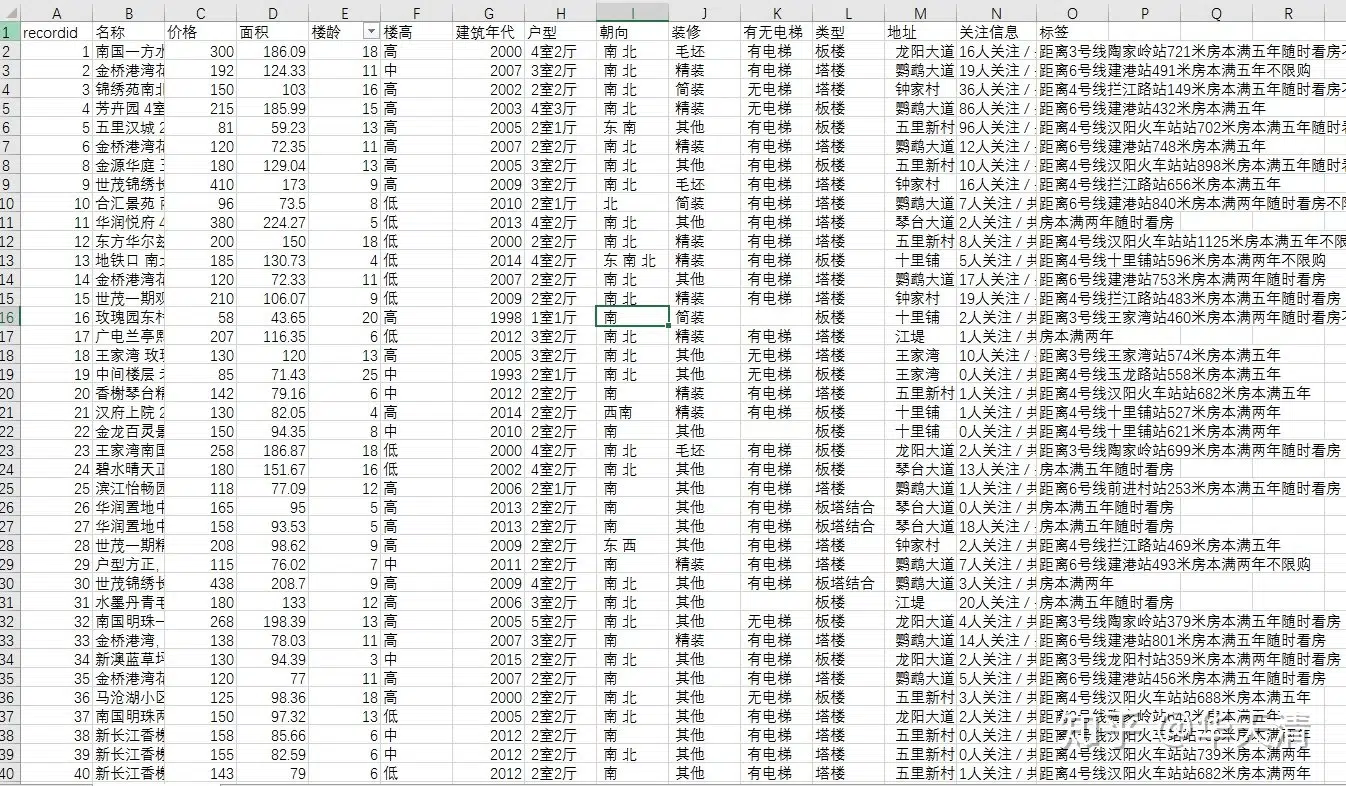 A B C D E F G H I J K L M N O P Q R
1 recordid 名称 价格 面积 楼龄 楼高 建筑年代 户型 朝向 装修 有无电梯 类型 地址 关注信息 标签
2 1 南国一方水 300 186.09 18 高 2000 4室2厅 南 北 毛坯 有电梯 塔楼 龙阳大道 16人关注 / 距离3号线陶家岭站721米房本满五年随时看房
3 2 金桥港湾花 192 124.33 11 中 2007 3室2厅 南 北 精装 有电梯 塔楼 鹦鹉大道 19人关注 / 距离6号线建港站491米房本满五年不限购
4 3 锦绣苑南北 150 103 16 高 2002 2室2厅 南 北 简装 无电梯 塔楼 钟家村 36人关注 / 距离4号线拦江路站149米房本满五年随时看房
5 4 芳卉园 4室 215 185.99 15 高 2003 4室3厅 南 北 精装 无电梯 板楼 鹦鹉大道 86人关注 / 距离6号线建港站432米房本满五年
6 5 五里汉城 2 81 59.23 13 高 2005 2室1厅 东 南 其他 有电梯 板楼 五里新村 96人关注 / 距离4号线汉阳火车站站702米房本满五年随时看
7 6 金桥港湾花 120 72.35 11 高 2007 2室2厅 南 北 精装 有电梯 塔楼 鹦鹉大道 12人关注 / 距离6号线建港站748米房本满五年
8 8 金源华庭 三 180 129.04 13 高 2005 3室2厅 南 北 其他 有电梯 板楼 五里新村 10人关注 / 距离4号线汉阳火车站站898米房本满五年随时看
9 9 世茂锦绣长 410 173 9 高 2009 3室2厅 南 北 毛坯 有电梯 塔楼 钟家村 16人关注 / 距离4号线拦江路站656米房本满五年
10 10 合汇景苑 南 96 73.5 8 低 2010 2室1厅 北 简装 有电梯 塔楼 鹦鹉大道 7人关注 / 共 距离6号线建港站840米房本满两年随时看房不限
11 11 华润悦府 4 380 224.27 5 低 2013 4室2厅 南 北 其他 有电梯 塔楼 琴台大道 2人关注 / 共 房本满两年随时看房
12 12 东方华尔兹 200 150 18 低 2000 2室2厅 南 北 精装 有电梯 塔楼 五里新村 8人关注 / 共 距离4号线汉阳火车站站1125米房本满五年不限
13 13 地铁口 南北 185 130.73 4 低 2014 4室2厅 东 南 北 精装 有电梯 板楼 十里铺 5人关注 / 共 距离4号线十里铺站596米房本满两年不限购
14 14 金桥港湾花 120 72.33 11 低 2007 2室2厅 南 北 其他 有电梯 塔楼 鹦鹉大道 17人关注 / 距离6号线建港站753米房本满两年随时看房
15 15 世茂一期观 210 106.07 9 低 2009 2室2厅 南 北 精装 有电梯 塔楼 钟家村 19人关注 / 距离4号线拦江路站483米房本满五年随时看房
16 16 玫瑰园东村 58 43.65 20 高 1998 1室1厅 南 简装 板楼 十里铺 2人关注 / 共 距离3号线王家湾站460米房本满两年随时看房
17 17 广电兰亭熙 207 116.35 6 低 2012 3室2厅 南 北 精装 有电梯 塔楼 江堤 1人关注 / 共 房本满两年
18 18 王家湾 玫瑰 130 120 13 高 2005 3室2厅 南 北 其他 无电梯 板楼 王家湾 10人关注 / 距离3号线王家湾站574米房本满五年
19 19 中间楼层 85 71.43 25 中 1993 2室1厅 南 北 其他 无电梯 板楼 王家湾 0人关注 / 共 距离4号线玉龙路站558米房本满五年
20 20 香榭琴台精 142 79.16 6 中 2012 2室2厅 南 精装 有电梯 板楼 五里新村 1人关注 / 共 距离4号线汉阳火车站站682米房本满五年
21 21 汉府上院 2 130 82.05 4 高 2014 2室2厅 西南 精装 有电梯 塔楼 十里铺 1人关注 / 共 距离4号线十里铺站527米房本满两年
22 22 金龙百灵景 150 94.35 8 中 2010 2室2厅 南 其他 板楼 十里铺 0人关注 / 共 距离4号线十里铺站621米房本满两年
23 23 王家湾南国 258 186.87 18 低 2000 4室2厅 南 北 毛坯 有电梯 塔楼 龙阳大道 2人关注 / 共 距离3号线陶家岭站699米房本满两年随时看房
24 24 碧水晴天正 180 151.67 16 低 2002 4室2厅 南 北 其他 有电梯 板楼 琴台大道 13人关注 / 房本满五年随时看房
25 25 滨江怡畅园 118 77.09 12 高 2006 2室1厅 南 其他 有电梯 塔楼 鹦鹉大道 1人关注 / 共 距离6号线前进村站253米房本满五年随时看房
26 26 华润置地中 165 95 5 高 2013 2室2厅 南 其他 有电梯 板塔结合 琴台大道 0人关注 / 共 房本满五年随时看房
27 27 华润置地中 158 93.53 5 高 2013 2室2厅 南 其他 有电梯 板塔结合 琴台大道 18人关注 / 房本满五年随时看房
28 28 世茂一期精 208 98.62 9 高 2009 2室2厅 东 西 其他 有电梯 塔楼 钟家村 2人关注 / 共 距离4号线拦江路站469米房本满五年
29 29 户型方正, 115 76.02 7 中 2011 2室2厅 南 精装 有电梯 塔楼 鹦鹉大道 7人关注 / 共 距离6号线建港站493米房本满两年不限购
30 30 世茂锦绣长 438 208.7 9 高 2009 4室2厅 南 北 其他 有电梯 板塔结合 鹦鹉大道 3人关注 / 共 房本满两年
31 31 水墨丹青毛 180 133 12 高 2006 3室2厅 南 北 其他 板楼 江堤 20人关注 / 房本满五年随时看房
32 32 南国明珠一 268 198.39 13 高 2005 5室2厅 南 北 其他 无电梯 板楼 龙阳大道 4人关注 / 共 距离3号线陶家岭站379米房本满五年随时看房
33 33 金桥港湾, 138 78.03 11 高 2007 3室2厅 南 精装 有电梯 塔楼 鹦鹉大道 14人关注 / 距离6号线建港站801米房本满五年随时看房
34 34 新澳蓝草坪 130 94.39 3 中 2015 2室2厅 南 北 其他 有电梯 板楼 龙阳大道 2人关注 / 共 距离3号线龙阳村站359米房本满两年随时看房
35 35 金桥港湾花 120 77 11 高 2007 2室2厅 南 其他 有电梯 塔楼 鹦鹉大道 5人关注 / 共 距离6号线建港站456米房本满五年随时看房
36 36 马沧湖小区 125 98.36 18 高 2000 2室2厅 南 北 其他 无电梯 板楼 五里新村 3人关注 / 共 距离4号线汉阳火车站站688米房本满五年
37 37 南国明珠两 150 97.32 13 低 2005 2室2厅 南 北 其他 有电梯 塔楼 龙阳大道 2人关注 / 共 距离3号线陶家岭站642米房本满五年
38 38 新长江香榭 158 85.66 6 中 2012 2室2厅 南 其他 有电梯 塔楼 五里新村 0人关注 / 共 距离4号线汉阳火车站站 米房本满五年
39 39 新长江香榭 155 82.59 6 中 2012 2室2厅 南 北 其他 有电梯 塔楼 五里新村 0人关注 / 共 距离4号线汉阳火车站站739米房本满两年
40 40 新长江香榭 143 79 6 低 2012 2室2厅 南 其他 有电梯 塔楼 五里新村 1人关注 / 共 距离4号线汉阳火车站站682米房本满两年